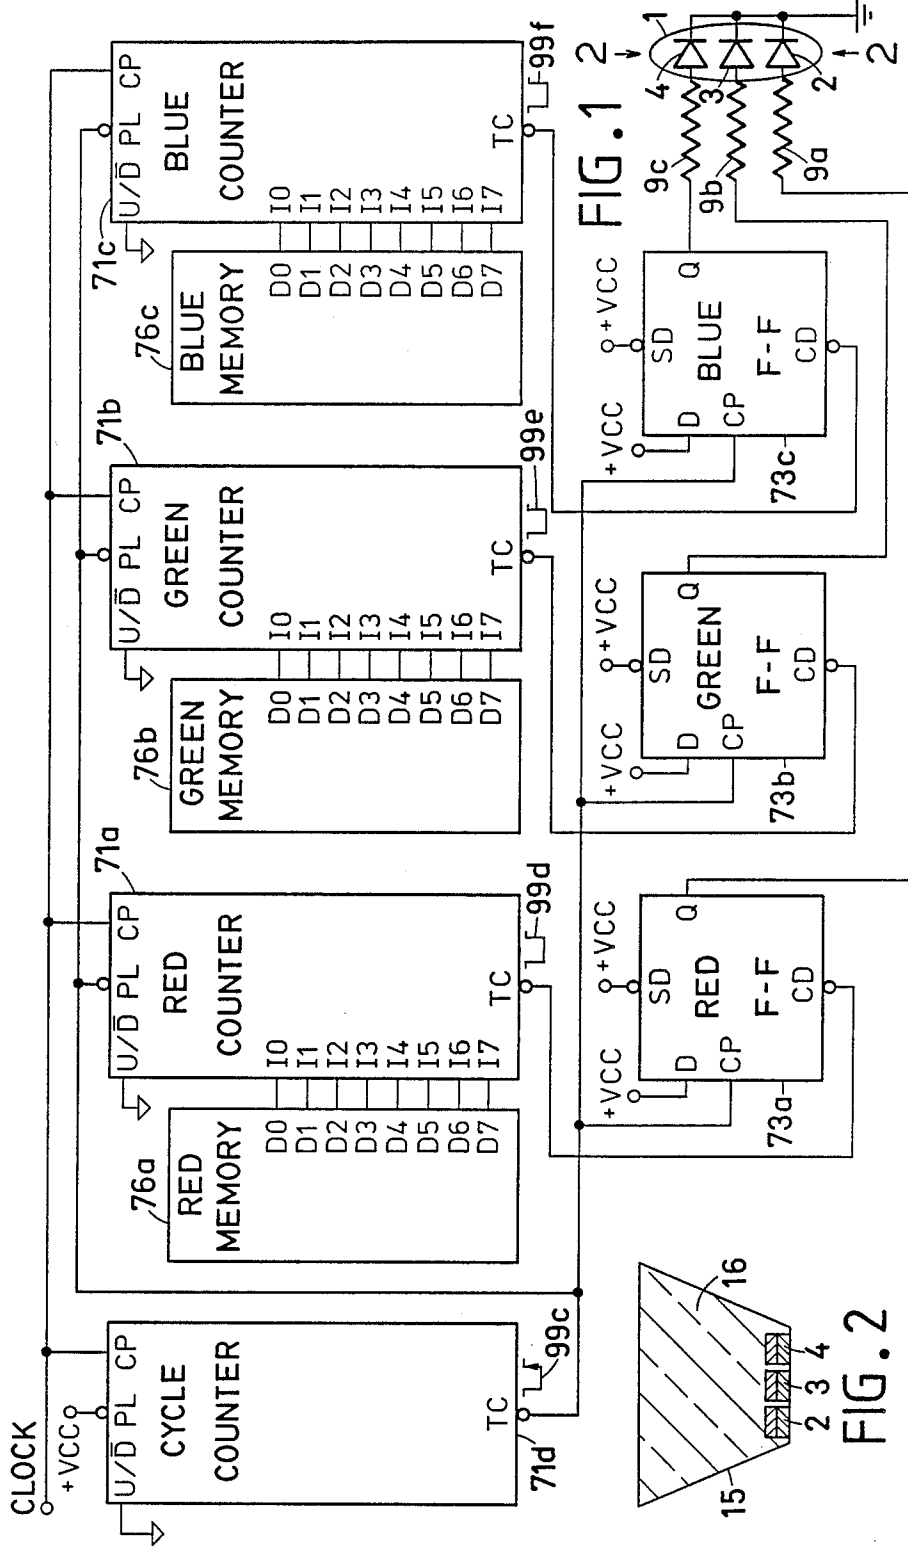 CLOCK
+VCC
U/D PL CP
CYCLE
COUNTER
TC
71d
99c
76a
RED
MEMORY
D0
D1
D2
D3
D4
D5
D6
D7
71a
U/D PL CP
RED
COUNTER
I0
I1
I2
I3
I4
I5
I6
I7
TC
99d
76b
GREEN
MEMORY
D0
D1
D2
D3
D4
D5
D6
D7
71b
U/D PL CP
GREEN
COUNTER
I0
I1
I2
I3
I4
I5
I6
I7
TC
99e
76c
BLUE
MEMORY
D0
D1
D2
D3
D4
D5
D6
D7
71c
U/D PL CP
BLUE
COUNTER
I0
I1
I2
I3
I4
I5
I6
I7
TC
99f
+VCC
+VCC
D
SD
Q
RED
CP
F-F
CD
73a
+VCC
+VCC
D
SD
Q
GREEN
CP
F-F
CD
73b
+VCC
+VCC
D
SD
Q
BLUE
CP
F-F
CD
73c
FIG.1
9c
9b
9a
2
1
4
3
2
2
15
16
2
3
4
FIG.2